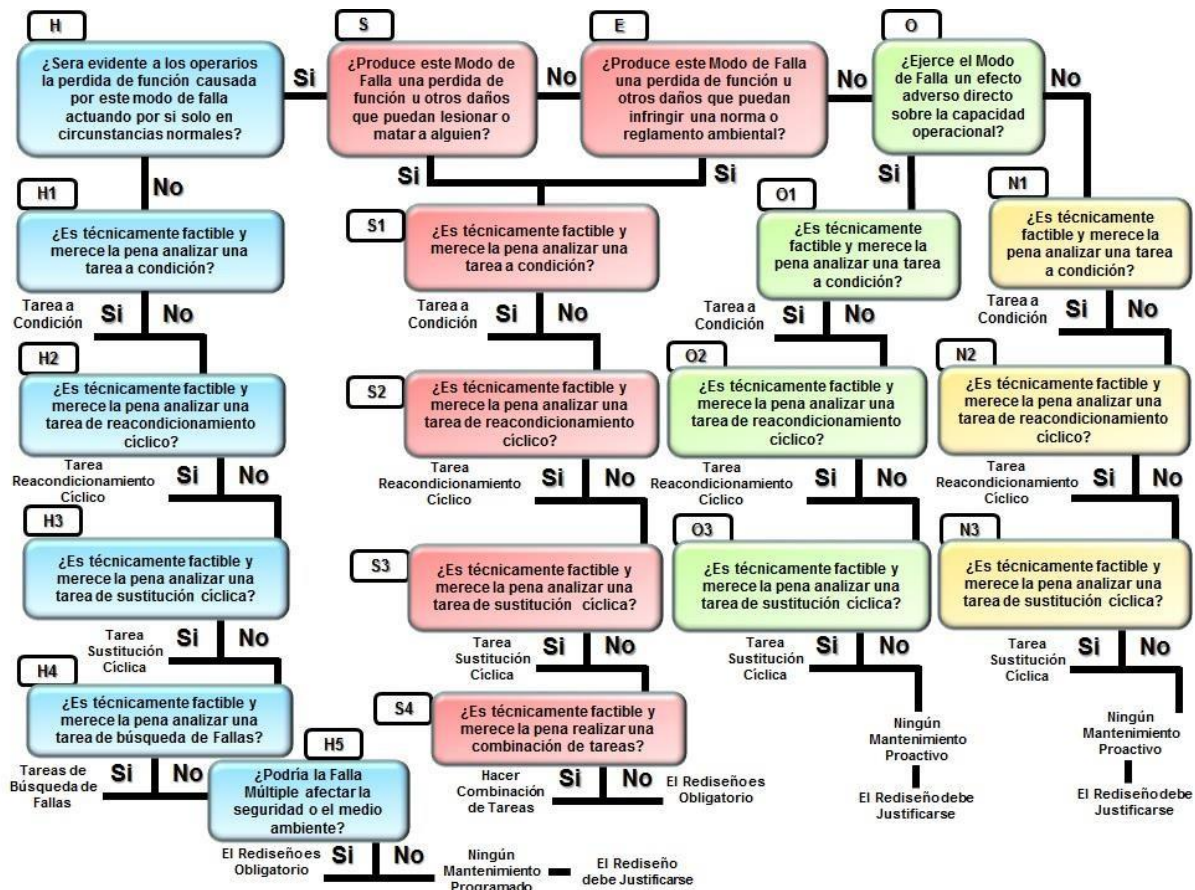 H
¿Sera evidente a los operarios
la perdida de función causada
por este modo de falla
actuando por si solo en
circunstancias normales?
Si
No
S
¿Produce este Modo de
Falla una perdida de
función u otros daños
que puedan lesionar o
matar a alguien?
No
Si
E
¿Produce este Modo de Falla
una perdida de función u
otros daños que puedan
infringir una norma o
reglamento ambiental?
No
Si
O
¿Ejerce el Modo
de Falla un efecto
adverso directo
sobre la capacidad
operacional?
No
Si
H1
¿Es técnicamente factible y
merece la pena analizar una
tarea a condición?
Tarea a
Condición
Si
No
H2
¿Es técnicamente factible y
merece la pena analizar una
tarea de reacondicionamiento
cíclico?
Tarea
Reacondicionamiento
Cíclico
Si
No
H3
¿Es técnicamente factible y
merece la pena analizar una
tarea de sustitución cíclica?
Tarea
Sustitución
Cíclica
Si
No
H4
¿Es técnicamente factible y
merece la pena analizar una
tarea de búsqueda de Fallas?
Tareas de
Búsqueda de
Fallas
Si
No
H5
¿Podría la Falla
Múltiple afectar la
seguridad o el medio
ambiente?
El Rediseño es
Obligatorio
Si
No
Ningún
Mantenimiento
Programado
El Rediseño
debe Justificarse
S1
¿Es técnicamente factible y
merece la pena analizar una
tarea a condición?
Tarea a
Condición
Si
No
S2
¿Es técnicamente factible y
merece la pena analizar una
tarea de reacondicionamiento
cíclico?
Tarea
Reacondicionamiento
Cíclico
Si
No
S3
¿Es técnicamente factible y
merece la pena analizar una
tarea de sustitución cíclica?
Tarea
Sustitución
Cíclica
Si
No
S4
¿Es técnicamente factible y
merece la pena realizar una
combinación de tareas?
Hacer
Combinación
de Tareas
Si
No
El Rediseño es
Obligatorio
O1
¿Es técnicamente
factible y merece la
pena analizar una tarea
a condición?
Tarea a
Condición
Si
No
O2
¿Es técnicamente factible y
merece la pena analizar una
tarea de reacondicionamiento
cíclico?
Tarea
Reacondicionamiento
Cíclico
Si
No
O3
¿Es técnicamente factible y
merece la pena analizar una
tarea de sustitución cíclica?
Tarea
Sustitución
Cíclica
Si
No
Ningún
Mantenimiento
Proactivo
El Rediseño debe
Justificarse
N1
¿Es técnicamente
factible y merece la
pena analizar una tarea
a condición?
Tarea a
Condición
Si
No
N2
¿Es técnicamente factible y
merece la pena analizar una
tarea de reacondicionamiento
cíclico?
Tarea
Reacondicionamiento
Cíclico
Si
No
N3
¿Es técnicamente factible y
merece la pena analizar una
tarea de sustitución cíclica?
Tarea
Sustitución
Cíclica
Si
No
Ningún
Mantenimiento
Proactivo
El Rediseño debe
Justificarse